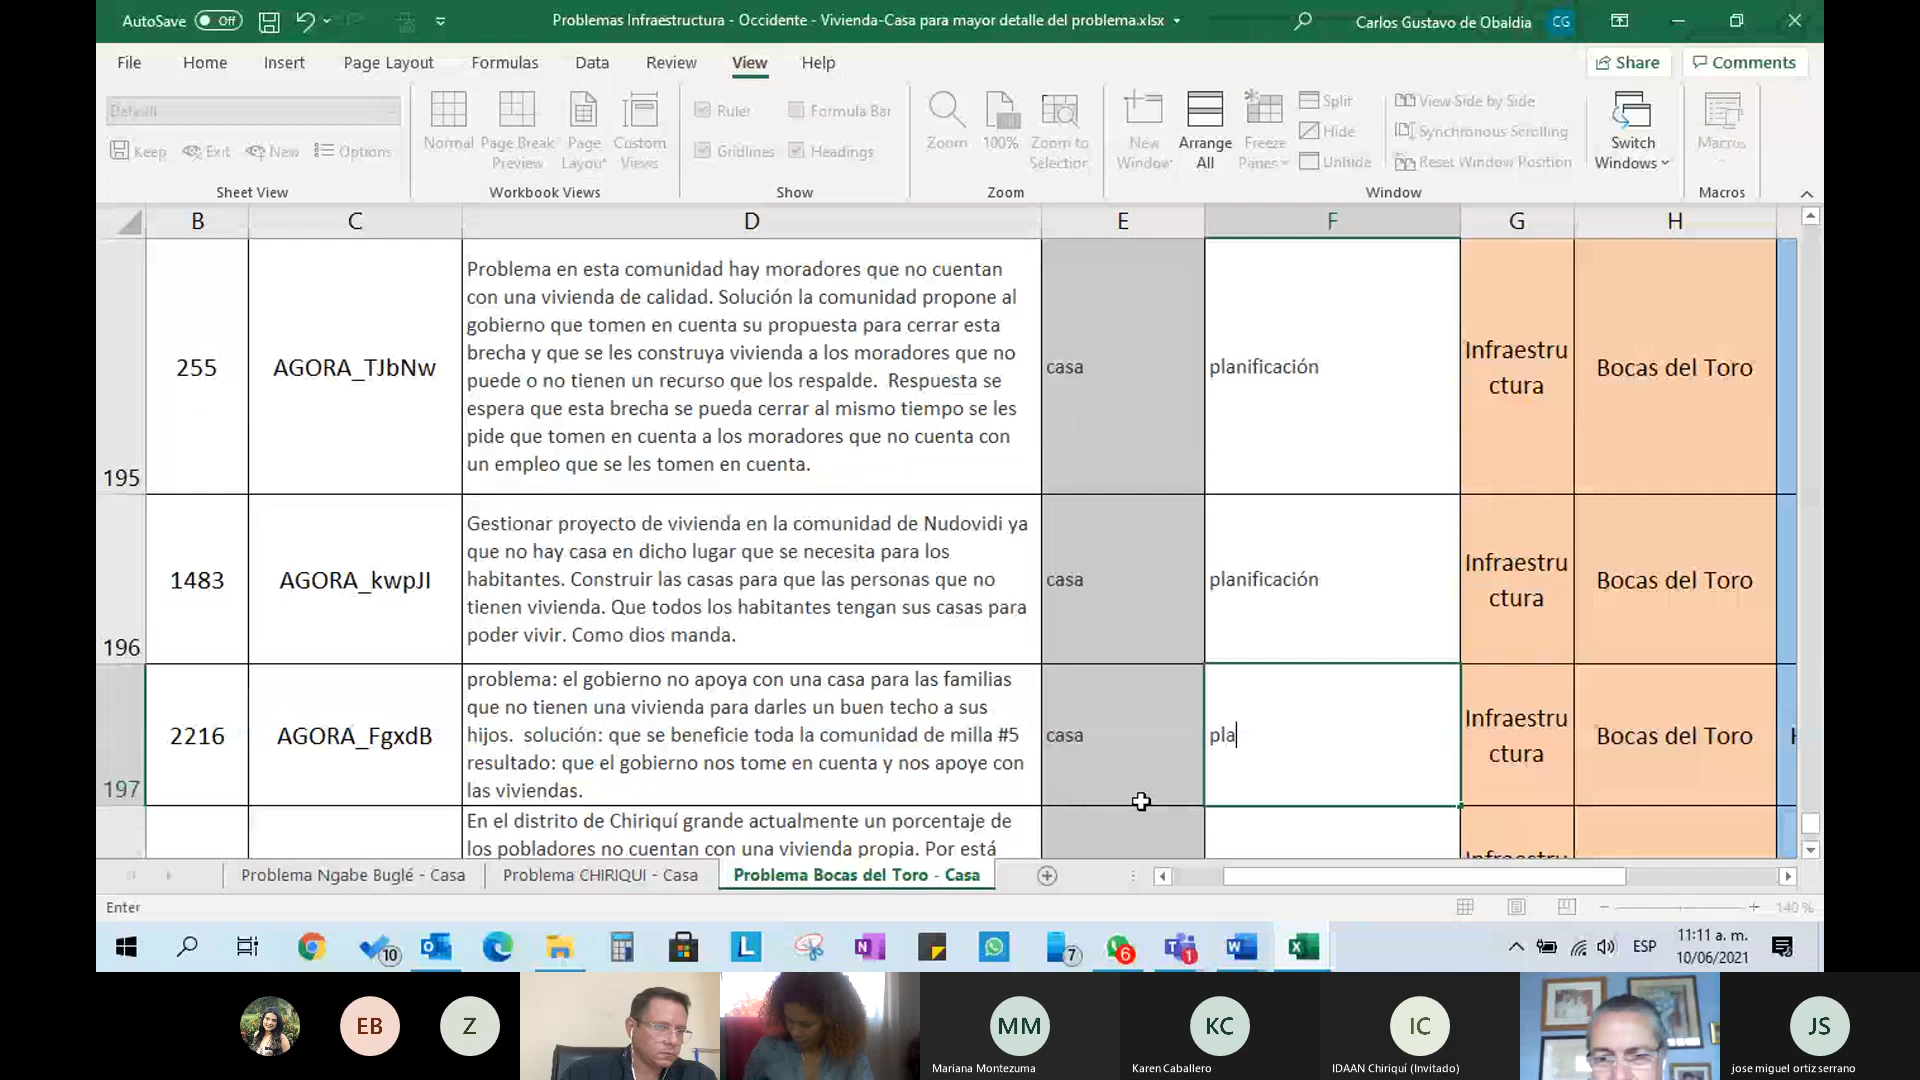 AutoSave Off
Problemas Infraestructura - Occidente - Vivienda-Casa para mayor detalle del problema.xlsx
Carlos Gustavo de Obaldia CG
File Home Insert Page Layout Formulas Data Review View Help
Share Comments
Default
Keep Exit New Options
Sheet View
Normal
Page Break Preview
Page Layout
Custom Views
Workbook Views
Ruler Formula Bar
Gridlines Headings
Show
Zoom
100%
Zoom to Selection
Zoom
New Window
Arrange All
Freeze Panes
Split
Hide
Unhide
View Side by Side
Synchronous Scrolling
Reset Window Position
Window
Switch Windows
Macros
Macros
B C D E F G H
195
255
AGORA_TJbNw
Problema en esta comunidad hay moradores que no cuentan
con una vivienda de calidad. Solución la comunidad propone al
gobierno que tomen en cuenta su propuesta para cerrar esta
brecha y que se les construya vivienda a los moradores que no
puede o no tienen un recurso que los respalde. Respuesta se
espera que esta brecha se pueda cerrar al mismo tiempo se les
pide que tomen en cuenta a los moradores que no cuenta con
un empleo que se les tomen en cuenta.
casa
planificación
Infraestru
ctura
Bocas del Toro
196
1483
AGORA_kwpJI
Gestionar proyecto de vivienda en la comunidad de Nudovidi ya
que no hay casa en dicho lugar que se necesita para los
habitantes. Construir las casas para que las personas que no
tienen vivienda. Que todos los habitantes tengan sus casas para
poder vivir. Como dios manda.
casa
planificación
Infraestru
ctura
Bocas del Toro
197
2216
AGORA_FgxdB
problema: el gobierno no apoya con una casa para las familias
que no tienen una vivienda para darles un buen techo a sus
hijos. solución: que se beneficie toda la comunidad de milla #5
resultado: que el gobierno nos tome en cuenta y nos apoye con
las viviendas.
casa
pla
Infraestru
ctura
Bocas del Toro
En el distrito de Chiriquí grande actualmente un porcentaje de
los pobladores no cuentan con una vivienda propia. Por está
Infraestru
Problema Ngabe Buglé - Casa
Problema CHIRIQUI - Casa
Problema Bocas del Toro - Casa
Enter
140 %
10
7
6
1
ESP
11:11 a. m.
10/06/2021
EB
Z
MM
Mariana Montezuma
KC
Karen Caballero
IC
IDAAN Chiriquí (Invitado)
JS
jose miguel ortiz serrano